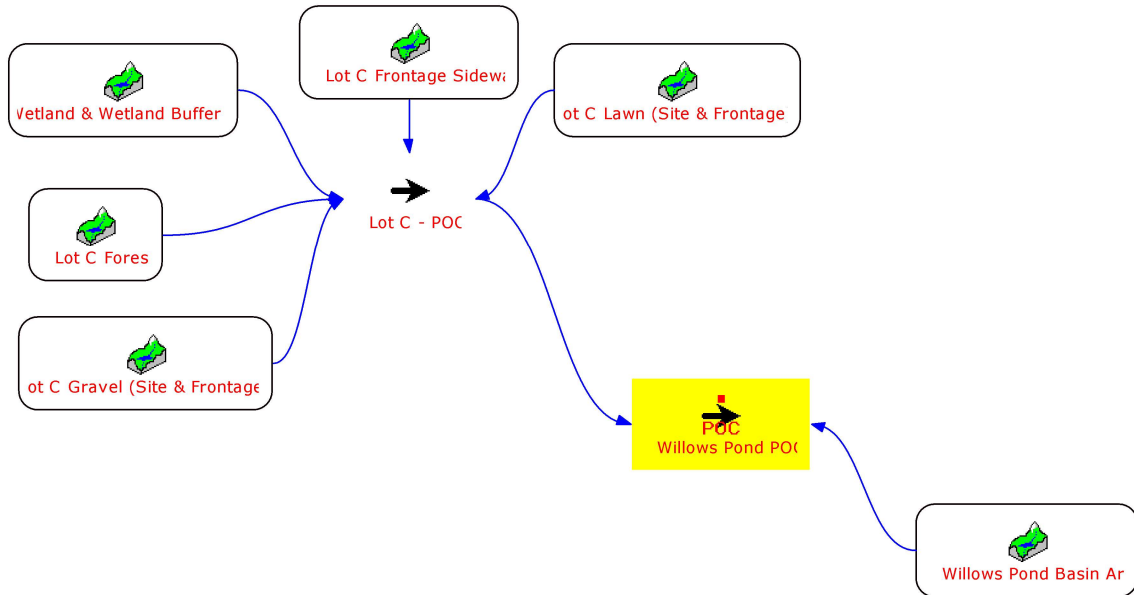 Lot C Frontage Sidewa
Wetland & Wetland Buffer
ot C Lawn (Site & Frontage
Lot C - POC
Lot C Fores
ot C Gravel (Site & Frontage
POC
Willows Pond POC
Willows Pond Basin Ar